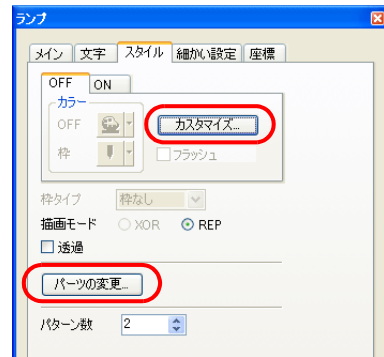 ランプ
メイン 文字 スタイル 細かい設定 座標
OFF ON
カラー
OFF カスタマイズ...
枠 フラッシュ
枠タイプ 枠なし
描画モード XOR REP
透過
パーツの変更...
パターン数 2